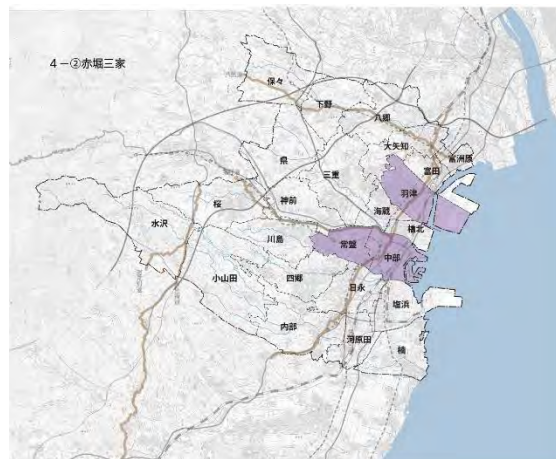 4－②赤堀三家
保々
下野
八郷
大矢知
富洲原
富田
県
三重
羽津
海蔵
桜
神前
水沢
橋北
川島
常盤
中部
小山田
四郷
日永
塩浜
内部
河原田
楠